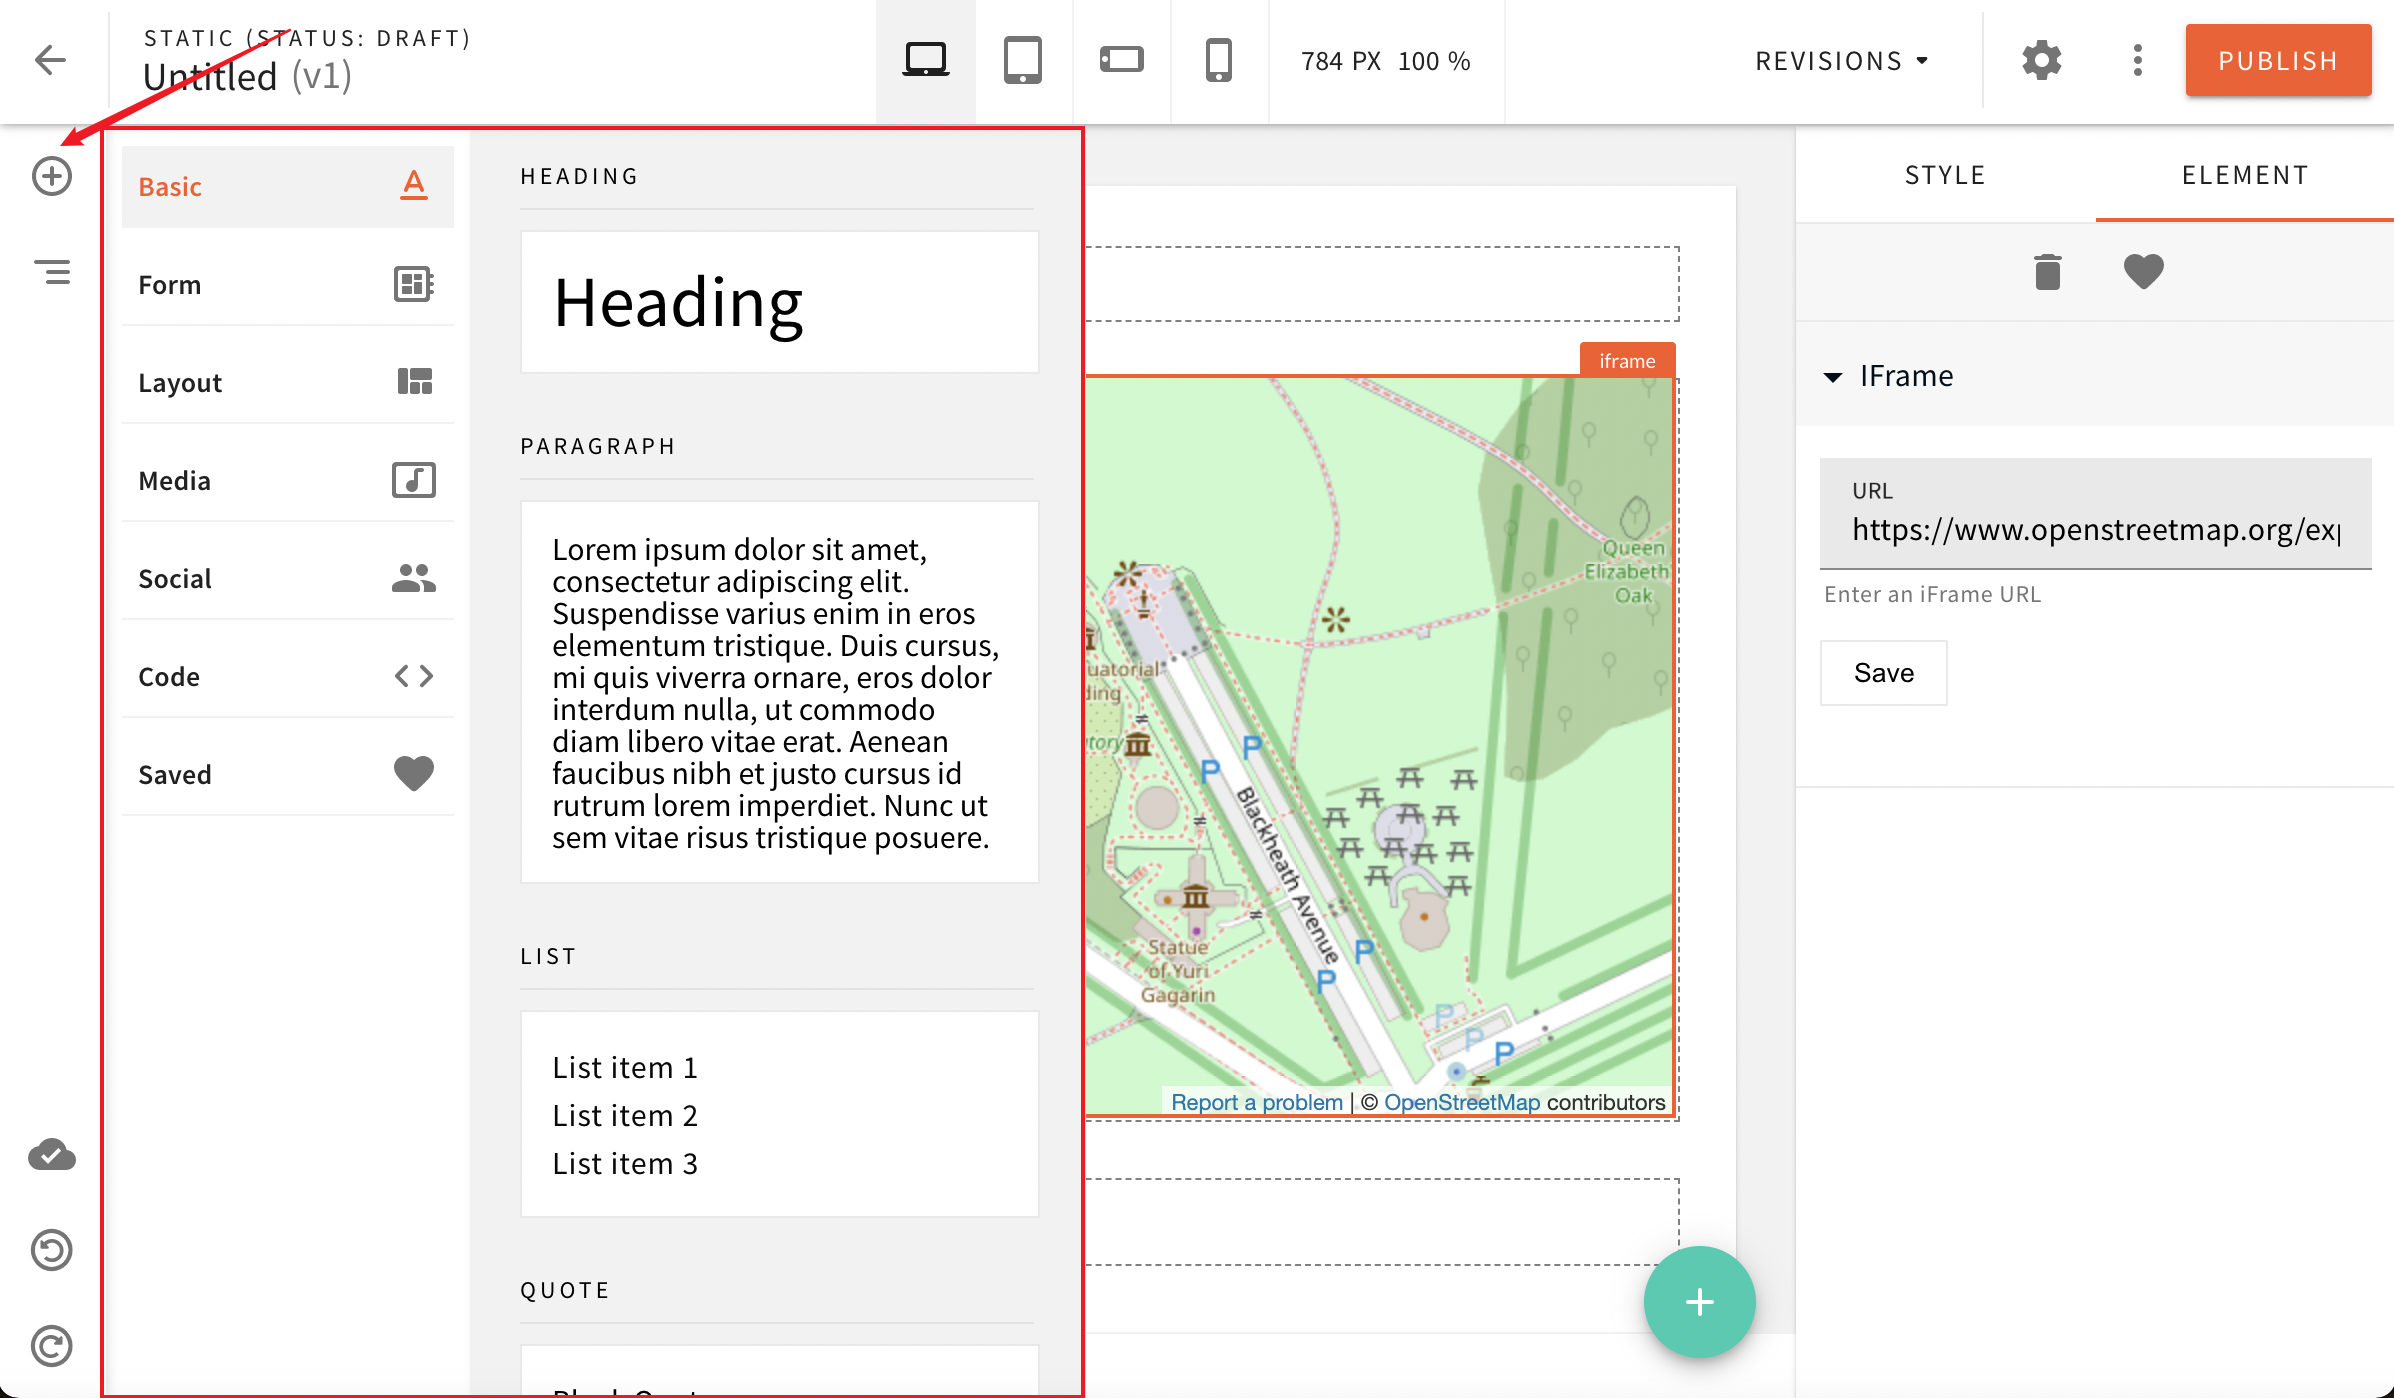 STATIC (STATUS: DRAFT)
Untitled (v1)
784 PX 100 %
REVISIONS
PUBLISH
Basic
Form
Layout
Media
Social
Code
Saved
HEADING
Heading
PARAGRAPH
Lorem ipsum dolor sit amet,
consectetur adipiscing elit.
Suspendisse varius enim in eros
elementum tristique. Duis cursus,
mi quis viverra ornare, eros dolor
interdum nulla, ut commodo
diam libero vitae erat. Aenean
faucibus nibh et justo cursus id
rutrum lorem imperdiet. Nunc ut
sem vitae risus tristique posuere.
LIST
List item 1
List item 2
List item 3
QUOTE
iframe
Queen
Elizabeth
Oak
uatorial
ding
tory
P
P
Blackheath Avenue
Statue
of Yuri
Gagarin
P
P
P
P
P
Report a problem | © OpenStreetMap contributors
STYLE
ELEMENT
IFrame
URL
https://www.openstreetmap.org/ex
Enter an iFrame URL
Save